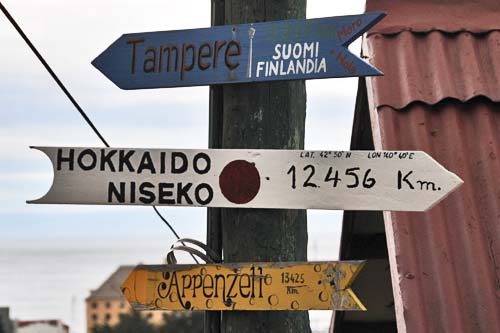 Tampere
SUOMI
FINLANDIA
HOKKAIDO
NISEKO
LAT. 42° 50' N LON 140° 40' E
12.456 Km.
Appenzell
13425
Km.